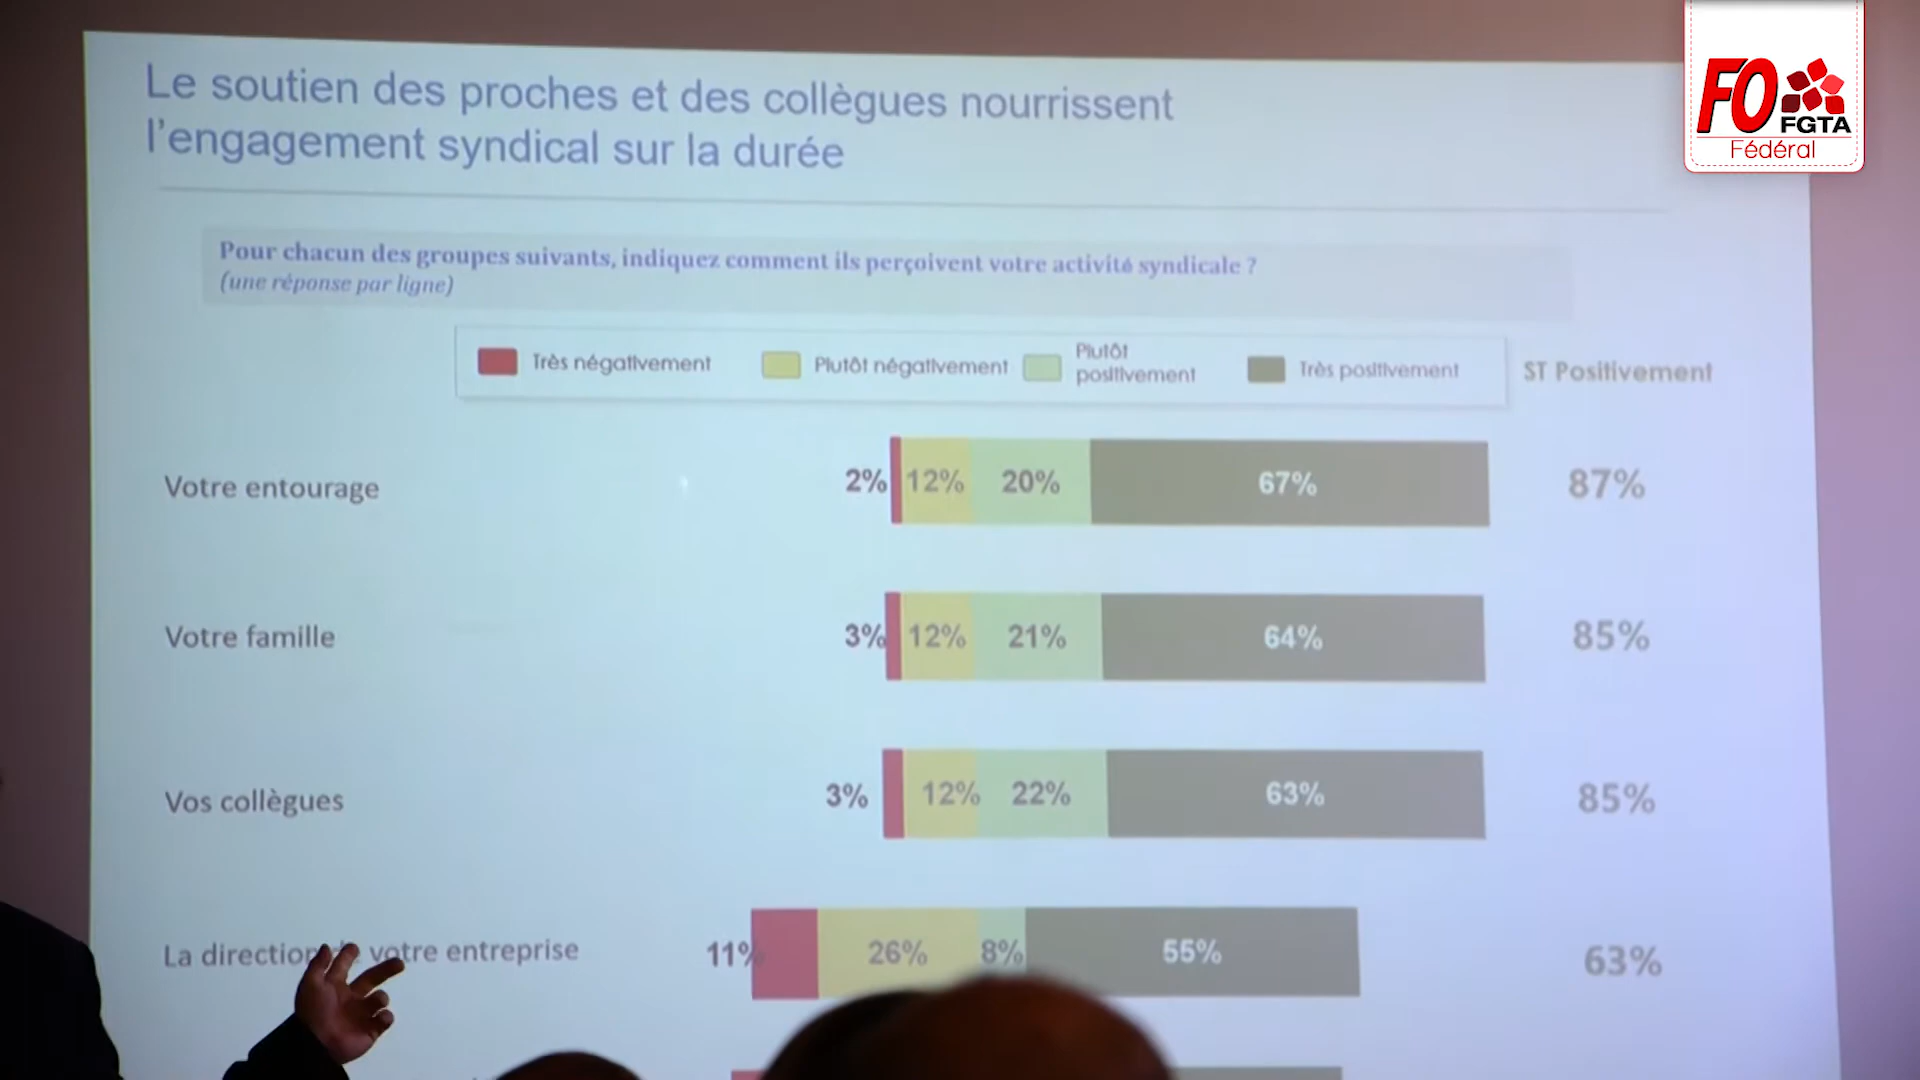 FO
FGTA
Fédéral
Le soutien des proches et des collègues nourrissent
l'engagement syndical sur la durée
Pour chacun des groupes suivants, indiquez comment ils perçoivent votre activité syndicale ?
(une réponse par ligne)
Très négativement
Plutôt négativement
Plutôt
positivement
Très positivement
ST Positivement
Votre entourage 2% 12% 20% 67% 87%
Votre famille 3% 12% 21% 64% 85%
Vos collègues 3% 12% 22% 63% 85%
La direction votre entreprise 11% 26% 8% 55% 63%